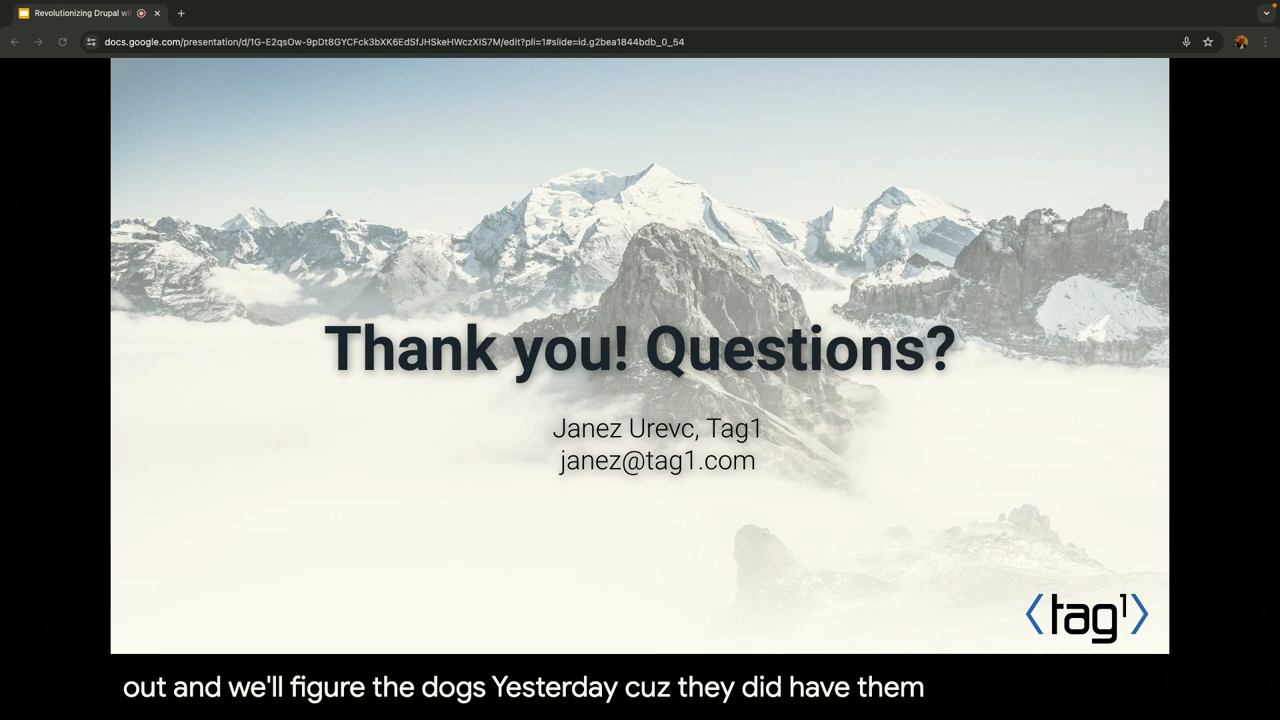 Revolutionizing Drupal wi
docs.google.com/presentation/d/1G-E2qsOw-9pDt8GYCFck3bXK6EdSfJHSkeHWczXIS7M/edit?pli=1#slide=id.g2bea1844bdb_0_54
Thank you! Questions?
Janez Urevc, Tag1
janez@tag1.com
<tag1>
out and we'll figure the dogs Yesterday cuz they did have them